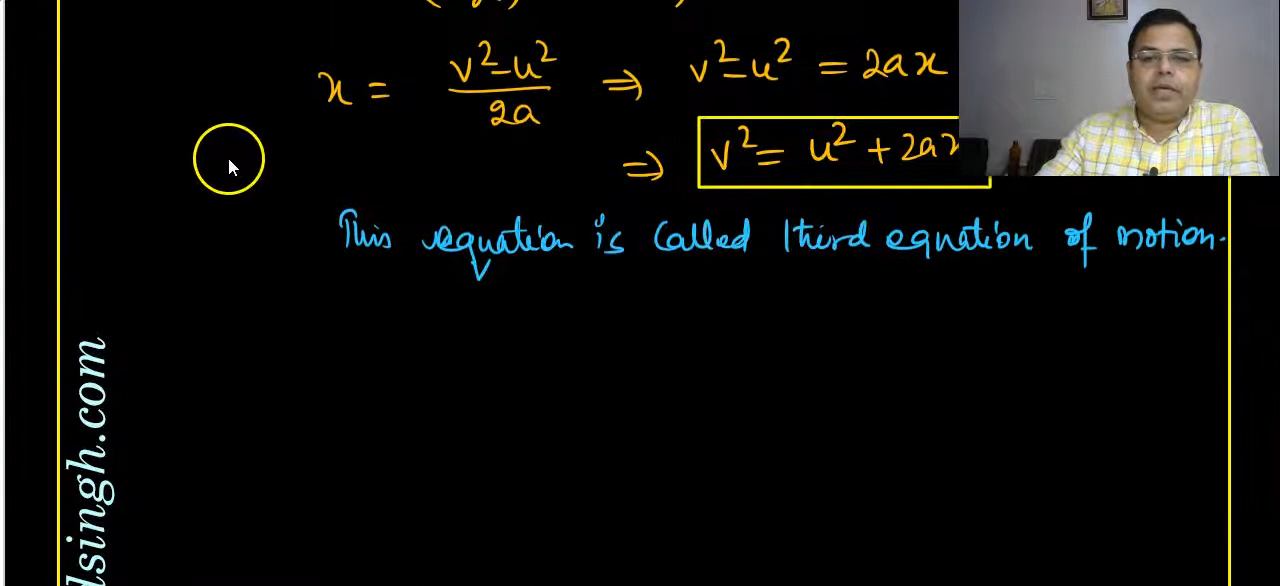 x = v²-u² / 2a ⇒ v²-u² = 2ax
⇒ v² = u² + 2ax
This equation is called third equation of motion.
dsingh.com